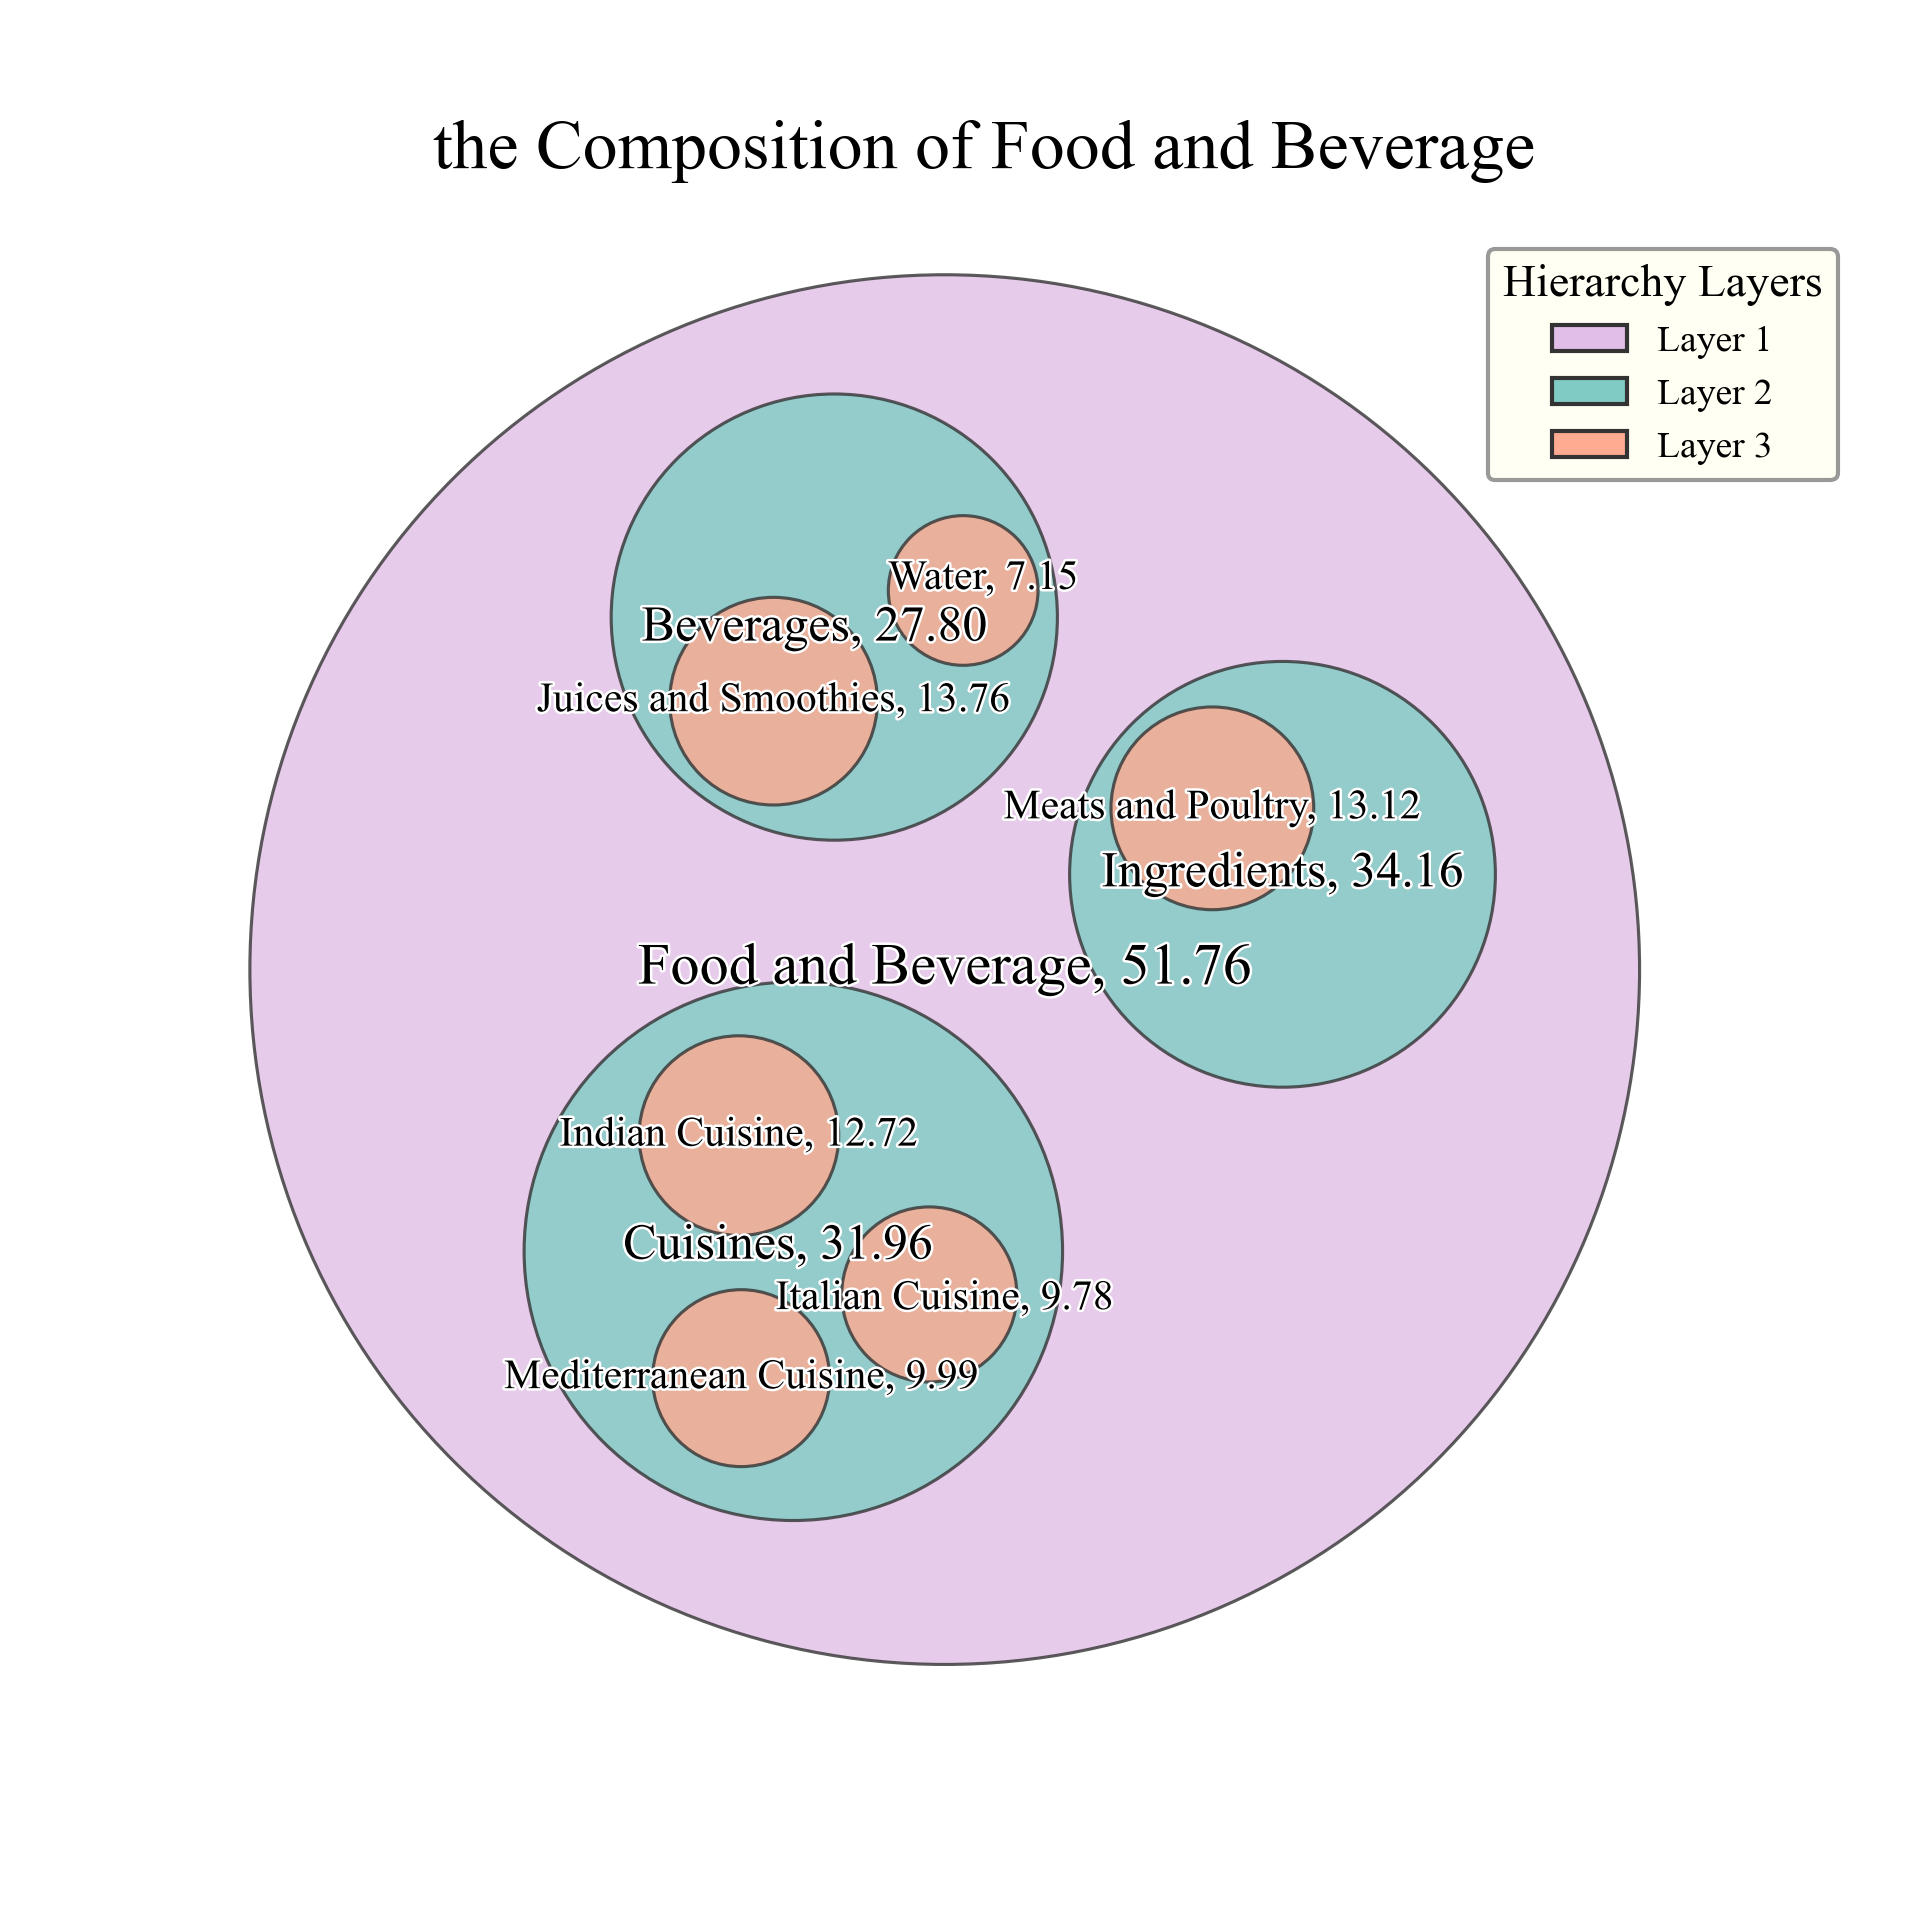 the Composition of Food and Beverage
Hierarchy Layers
Layer 1
Layer 2
Layer 3
Water, 7.15
Beverages, 27.80
Juices and Smoothies, 13.76
Meats and Poultry, 13.12
Ingredients, 34.16
Food and Beverage, 51.76
Indian Cuisine, 12.72
Cuisines, 31.96
Italian Cuisine, 9.78
Mediterranean Cuisine, 9.99